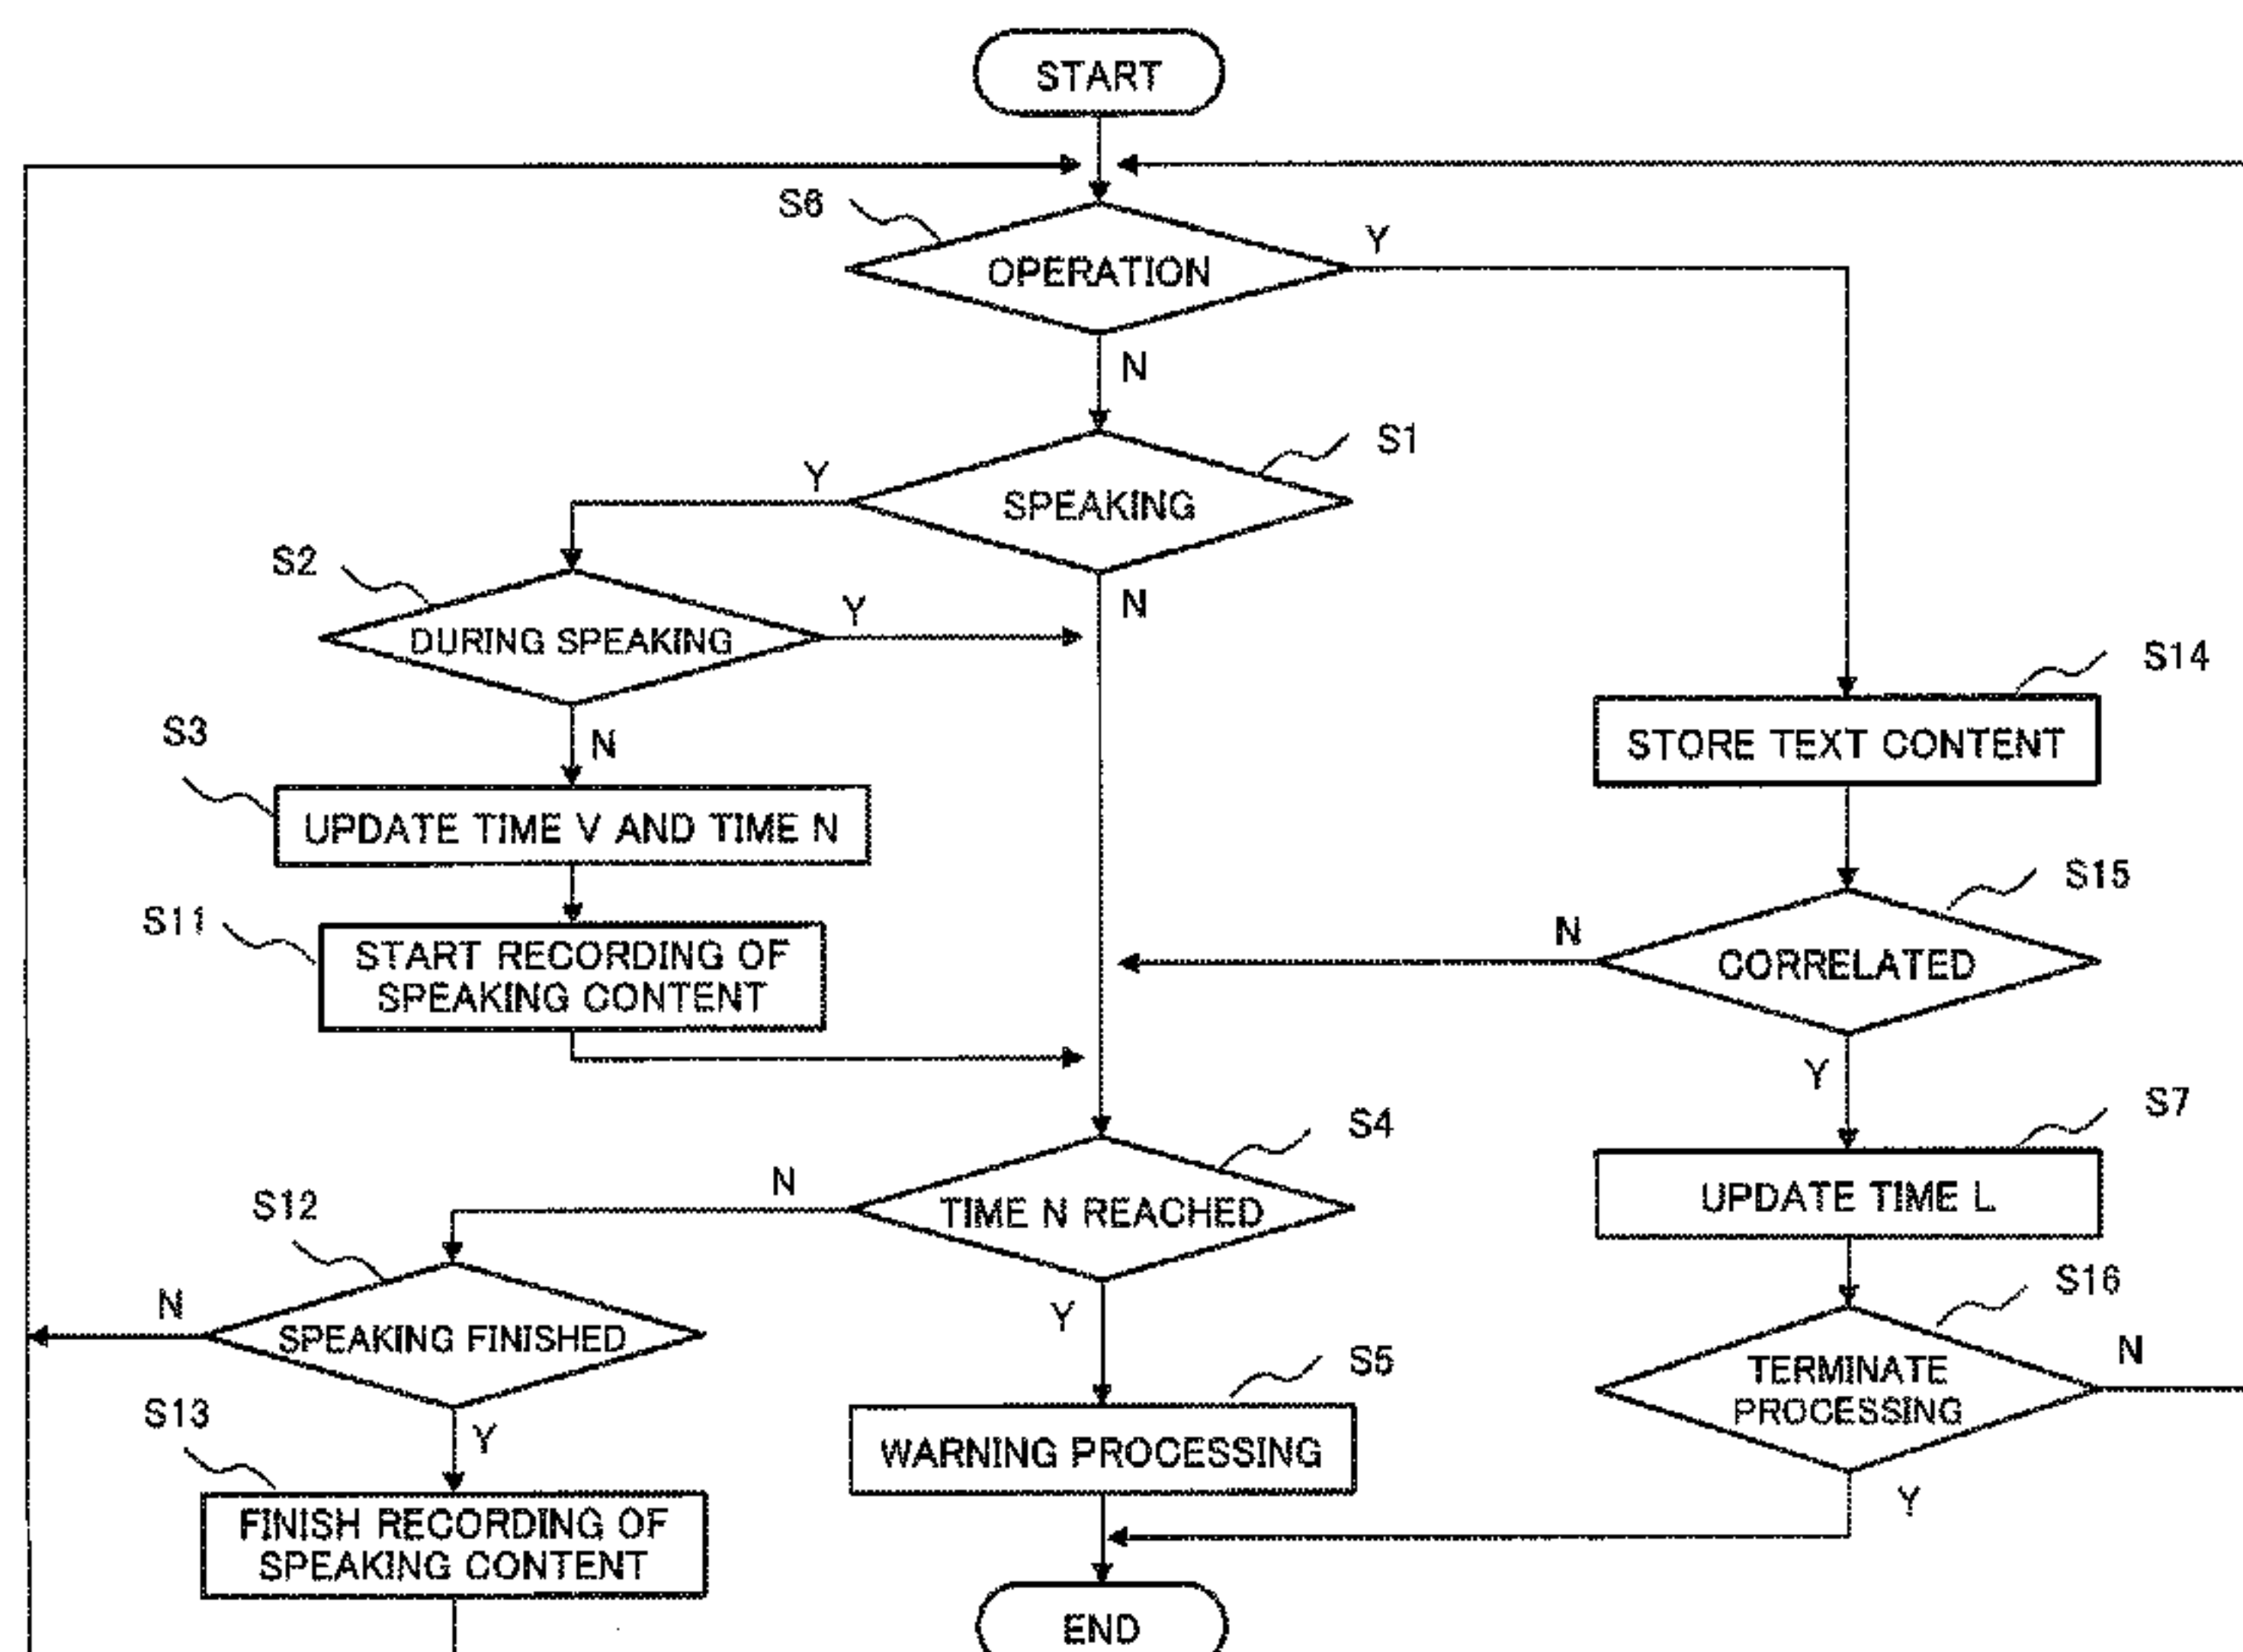 START
S6
OPERATION
Y
N
S1
Y
SPEAKING
N
S2
DURING SPEAKING
Y
N
S14
STORE TEXT CONTENT
S3
UPDATE TIME V AND TIME N
S11
START RECORDING OF
SPEAKING CONTENT
S15
N
CORRELATED
Y
S4
N
TIME N REACHED
Y
S7
UPDATE TIME L
S12
N
SPEAKING FINISHED
Y
S16
TERMINATE
PROCESSING
N
Y
S5
WARNING PROCESSING
S13
FINISH RECORDING OF
SPEAKING CONTENT
END